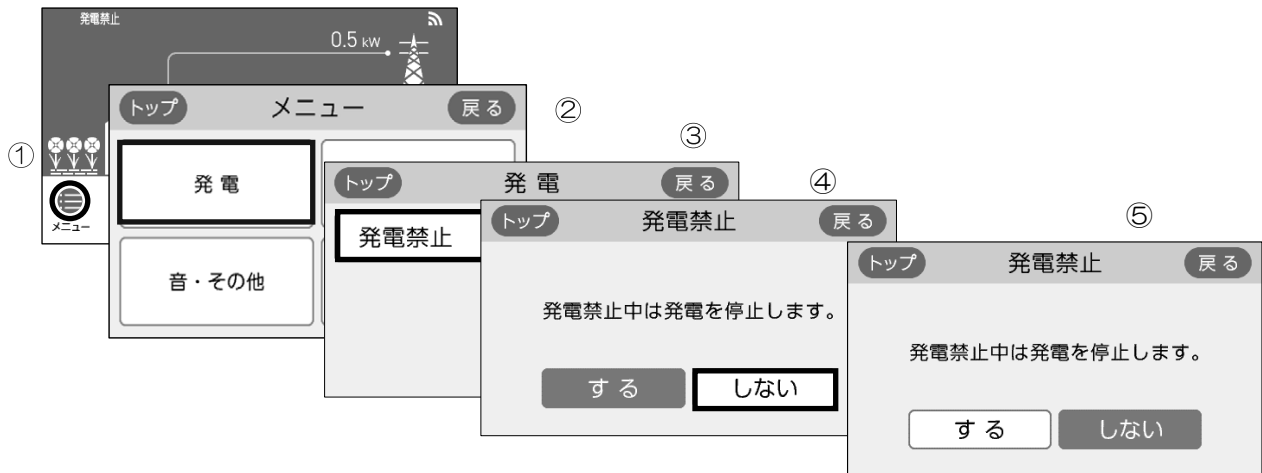 発電禁止
0.5 kW
①
メニュー
②
トップ メニュー 戻る
発電
音・その他
③
トップ 発電 戻る
発電禁止
④
トップ 発電禁止 戻る
発電禁止中は発電を停止します。
する しない
⑤
トップ 発電禁止 戻る
発電禁止中は発電を停止します。
する しない